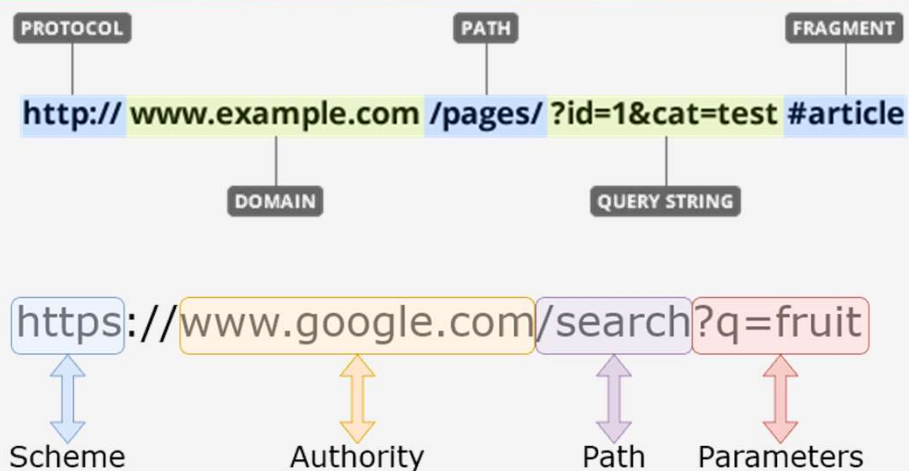 PROTOCOL PATH FRAGMENT
http:// www.example.com /pages/ ?id=1&cat=test #article
DOMAIN QUERY STRING
https://www.google.com/search?q=fruit
Scheme Authority Path Parameters